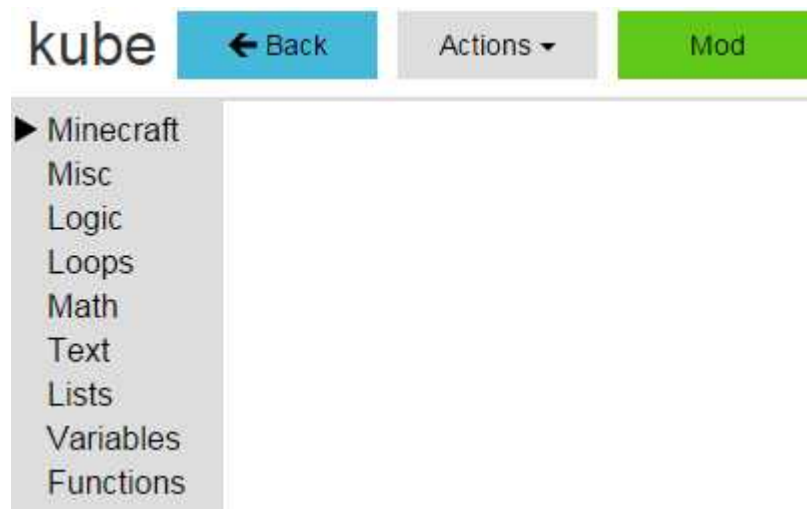 kube Back Actions Mod
Minecraft
Misc
Logic
Loops
Math
Text
Lists
Variables
Functions